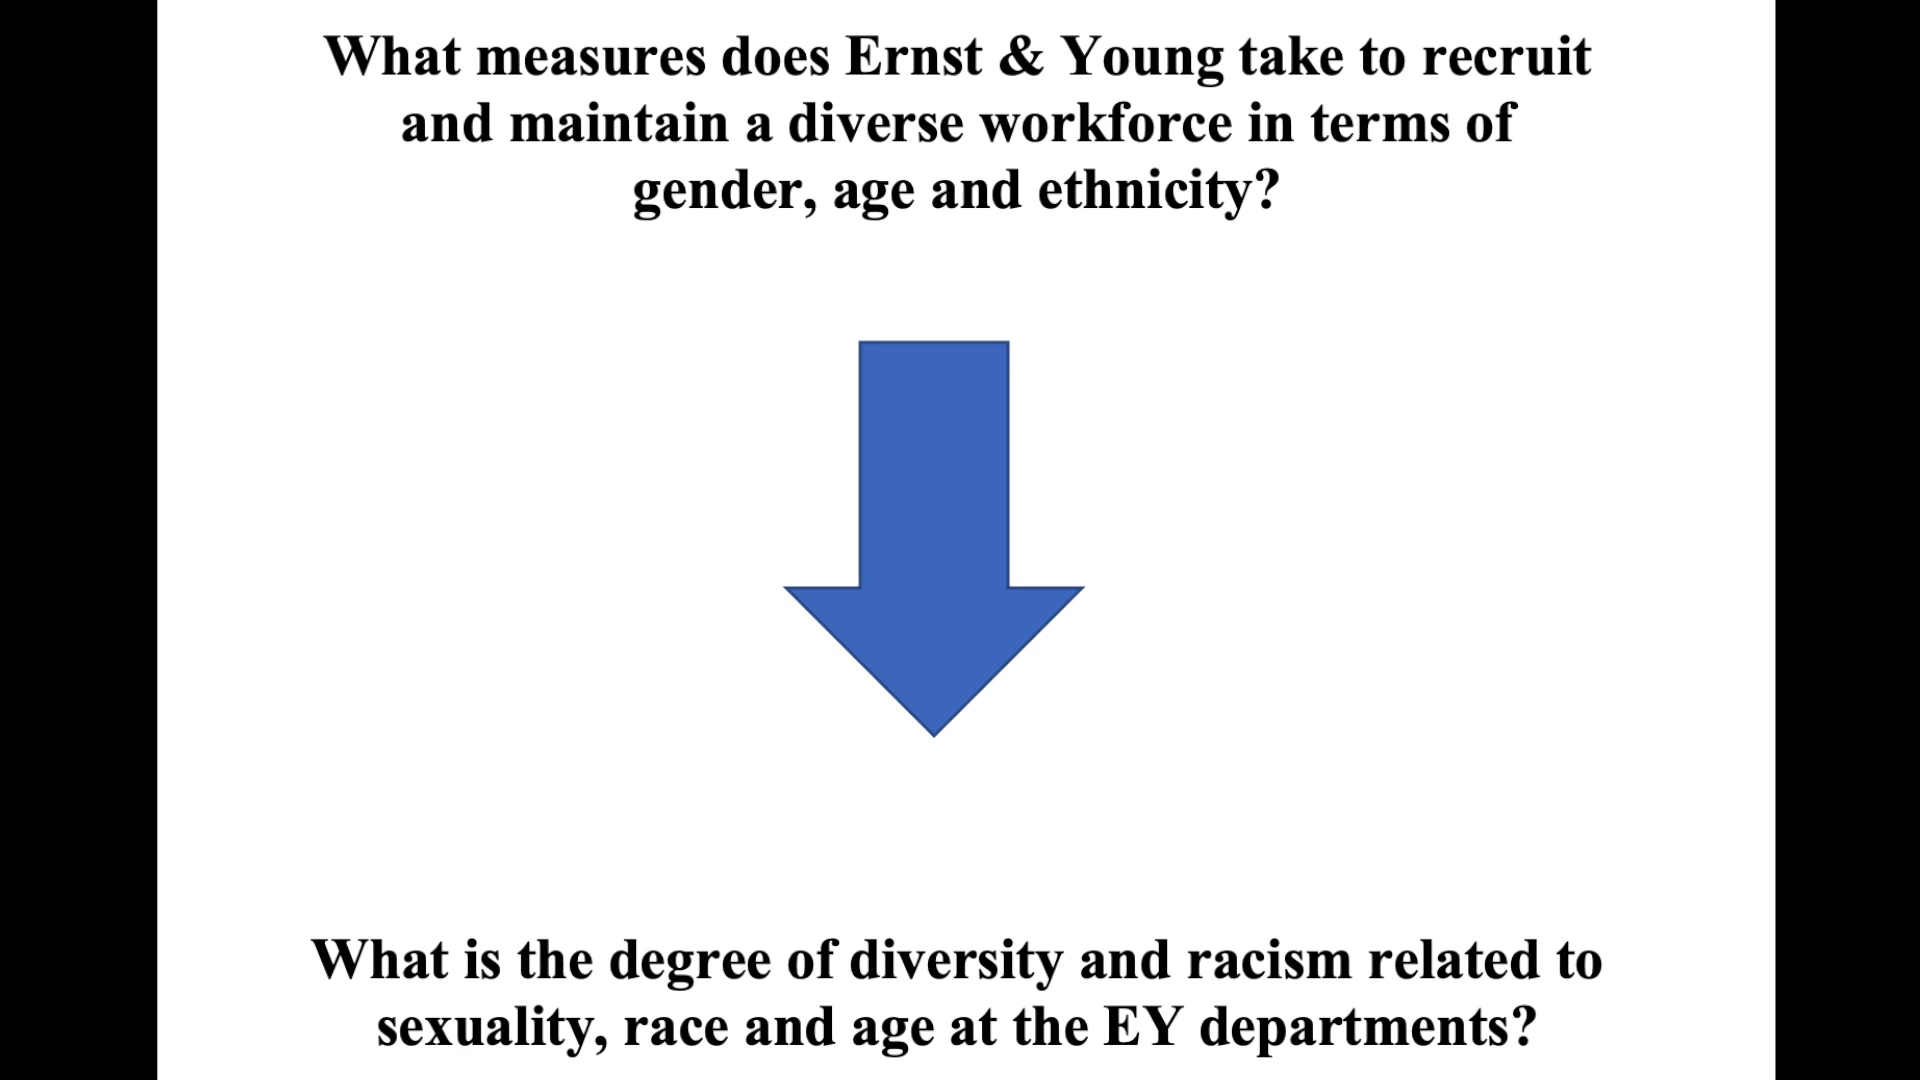 What measures does Ernst & Young take to recruit
and maintain a diverse workforce in terms of
gender, age and ethnicity?
What is the degree of diversity and racism related to
sexuality, race and age at the EY departments?